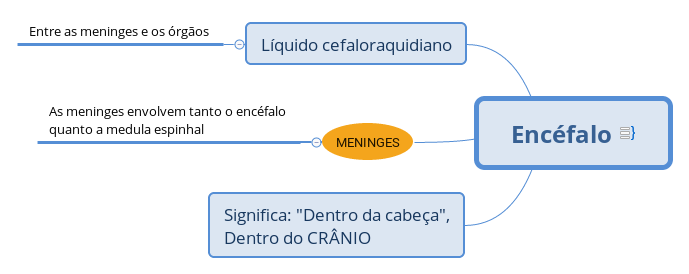 Entre as meninges e os órgãos
Líquido cefaloraquidiano
As meninges envolvem tanto o encéfalo
quanto a medula espinhal
MENINGES
Encéfalo
Significa: "Dentro da cabeça",
Dentro do CRÂNIO